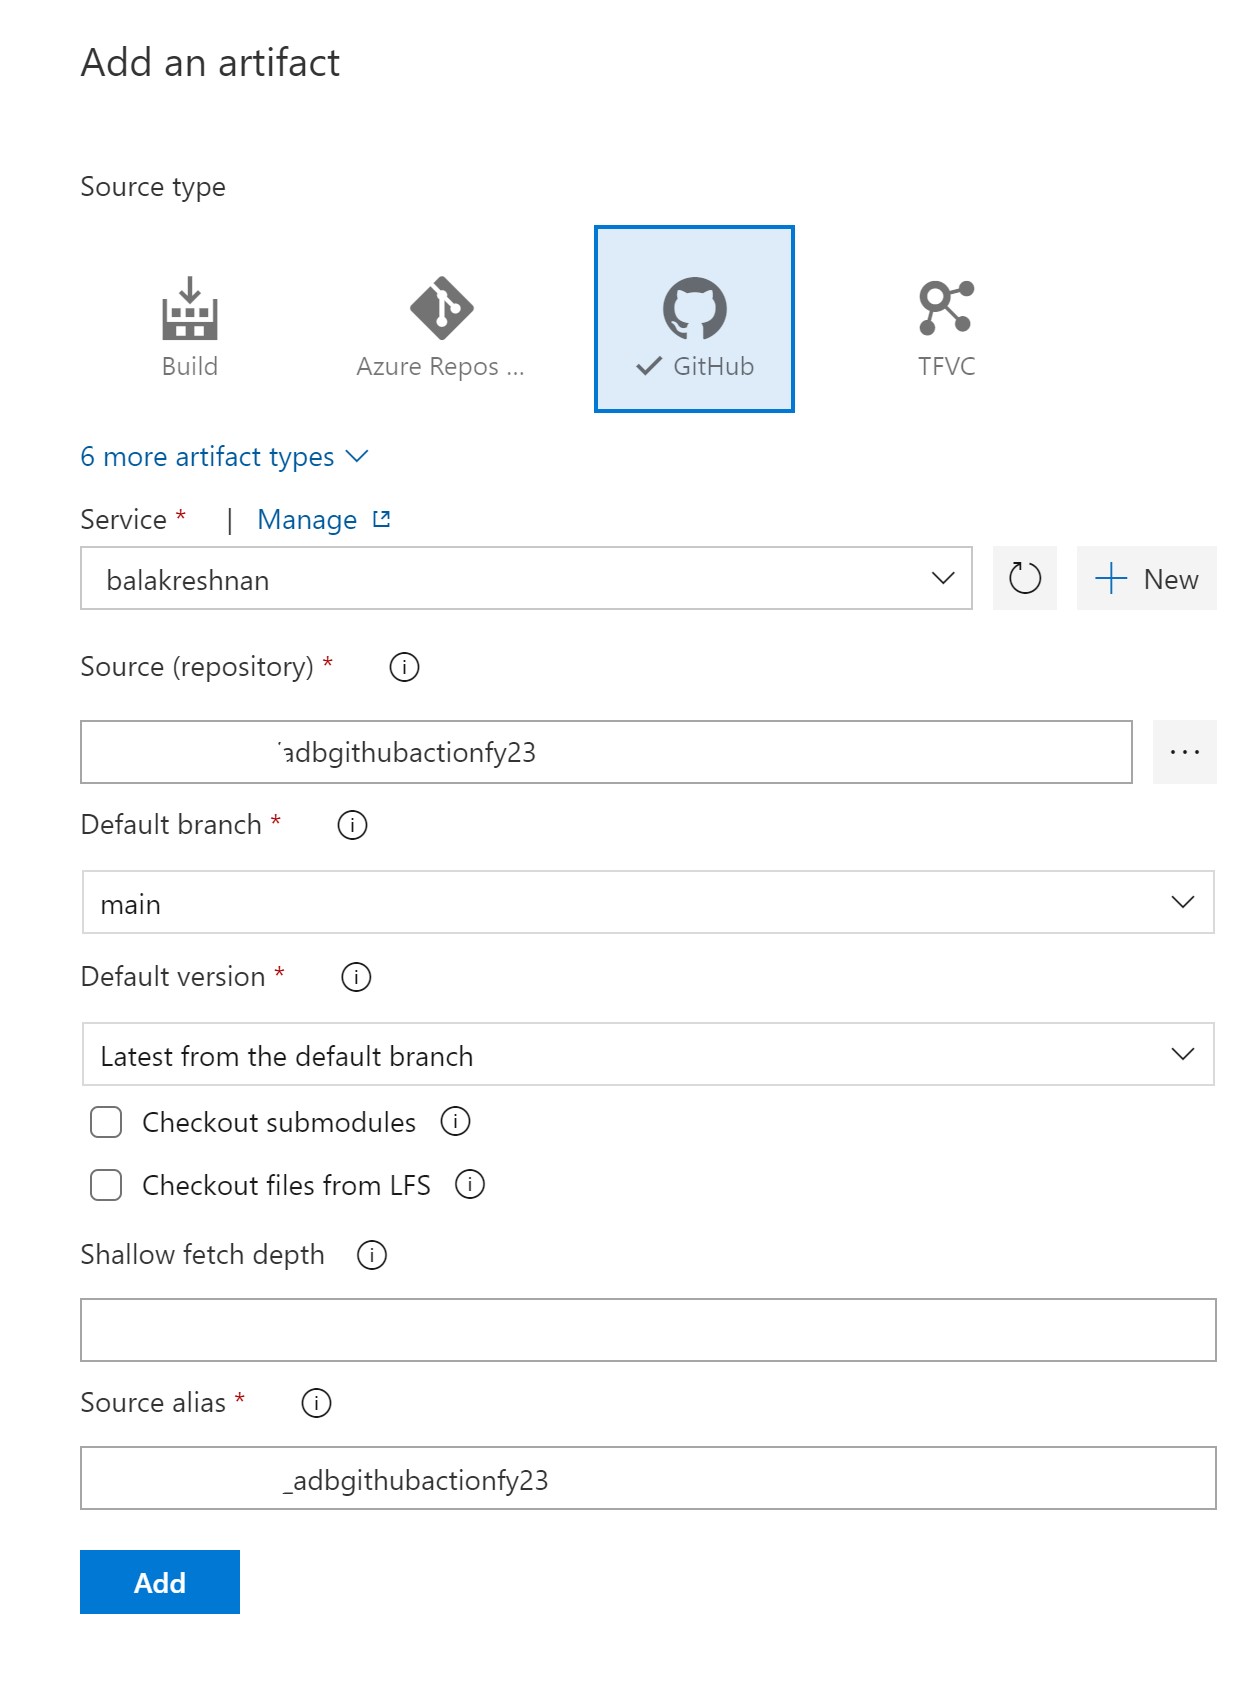 Add an artifact
Source type
Build
Azure Repos ...
GitHub
TFVC
6 more artifact types
Service * | Manage
balakreshnan
New
Source (repository) *
adbgithubactionfy23
...
Default branch *
main
Default version *
Latest from the default branch
Checkout submodules
Checkout files from LFS
Shallow fetch depth
Source alias *
_adbgithubactionfy23
Add